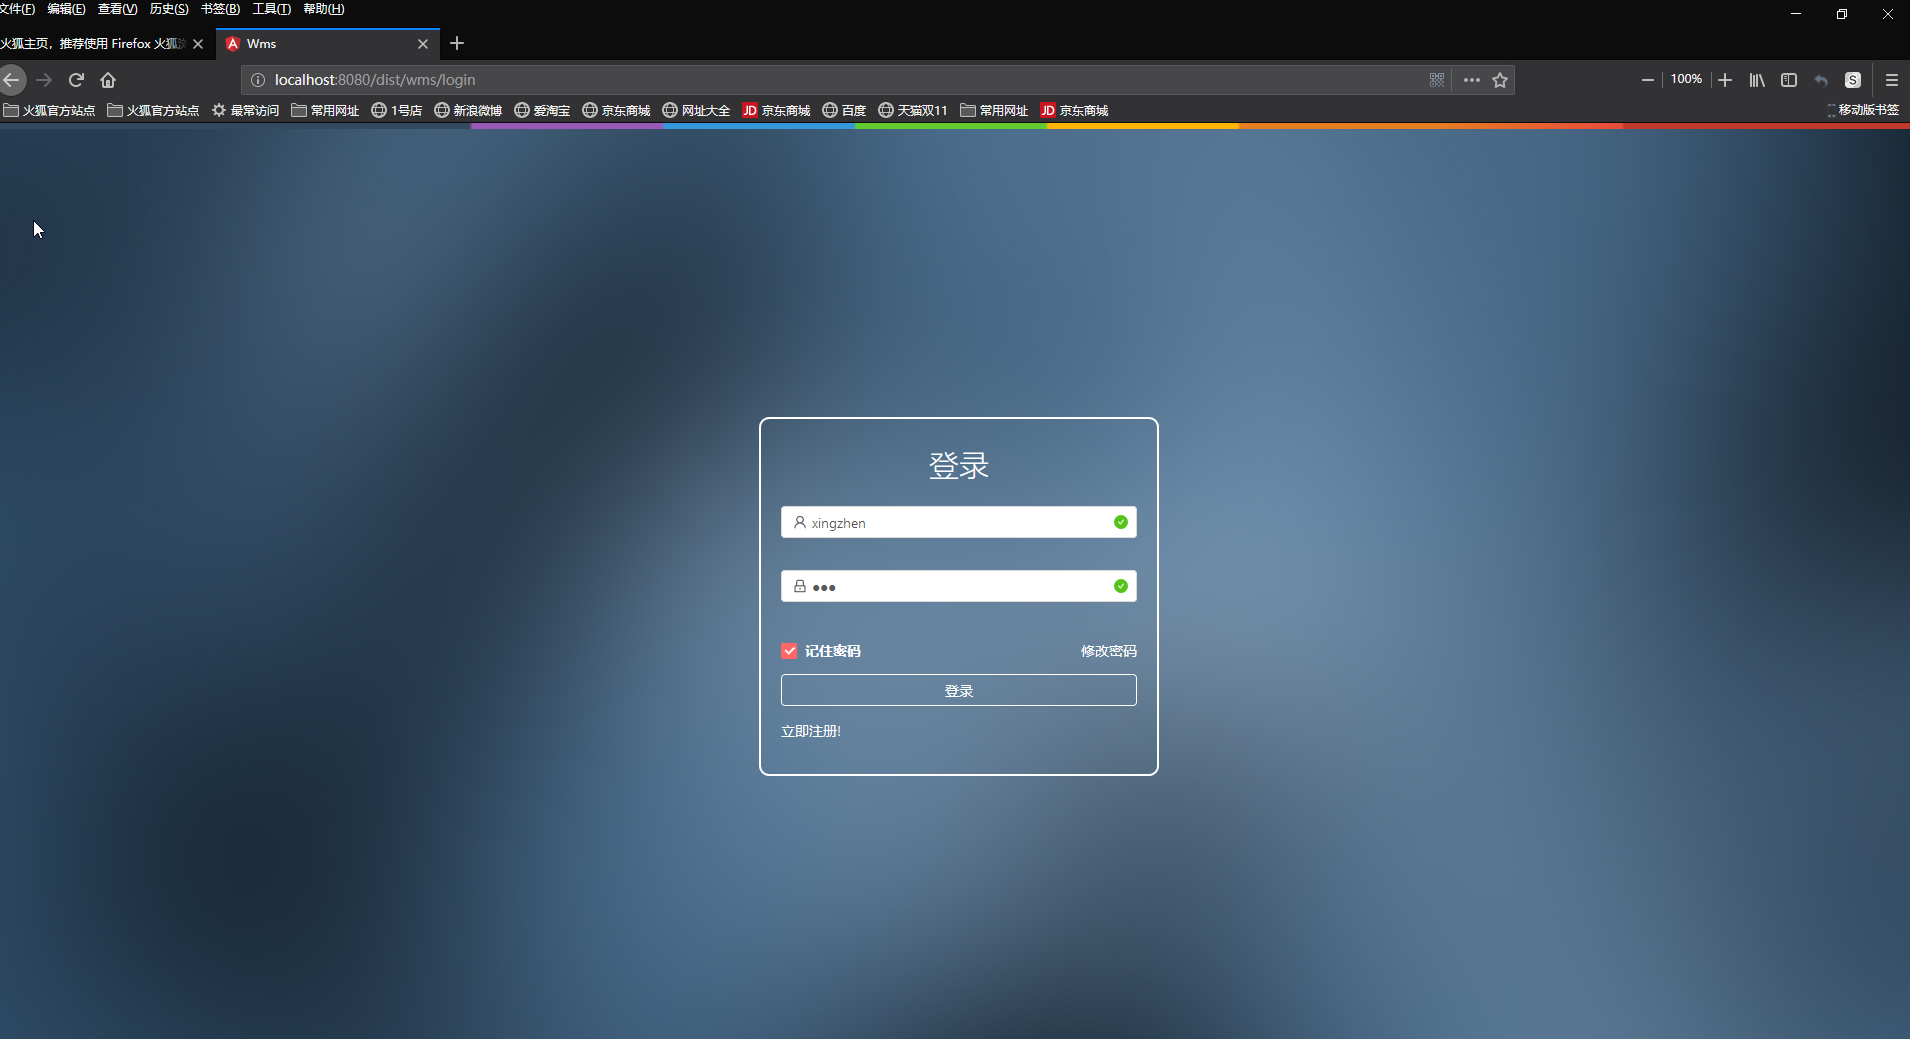 文件(F) 编辑(E) 查看(V) 历史(S) 书签(B) 工具(T) 帮助(H)
火狐主页，推荐使用 Firefox 火狐 Wms
localhost:8080/dist/wms/login 100% S
火狐官方站点 火狐官方站点 最常访问 常用网址 1号店 新浪微博 爱淘宝 京东商城 网址大全 JD 京东商城 百度 天猫双11 常用网址 JD 京东商城 移动版书签
登录
xingzhen
●●●
记住密码 修改密码
登录
立即注册!